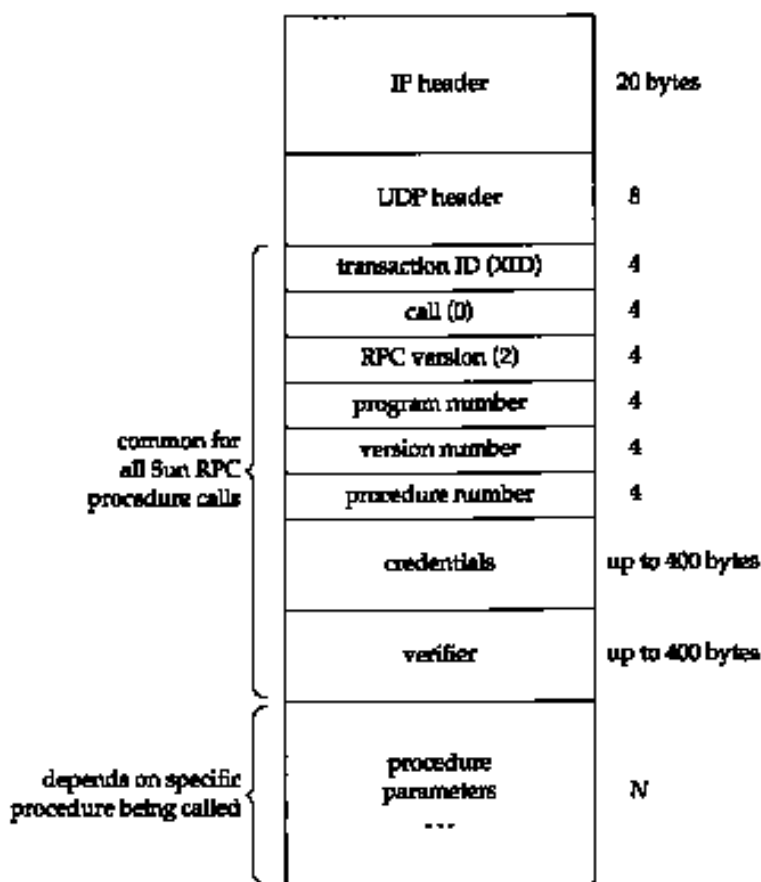 IP header 20 bytes
UDP header 8
transaction ID (XID) 4
call (0) 4
RPC version (2) 4
program number 4
version number 4
procedure number 4
common for
all Sun RPC
procedure calls
credentials up to 400 bytes
verifier up to 400 bytes
procedure
parameters
...
N
depends on specific
procedure being called